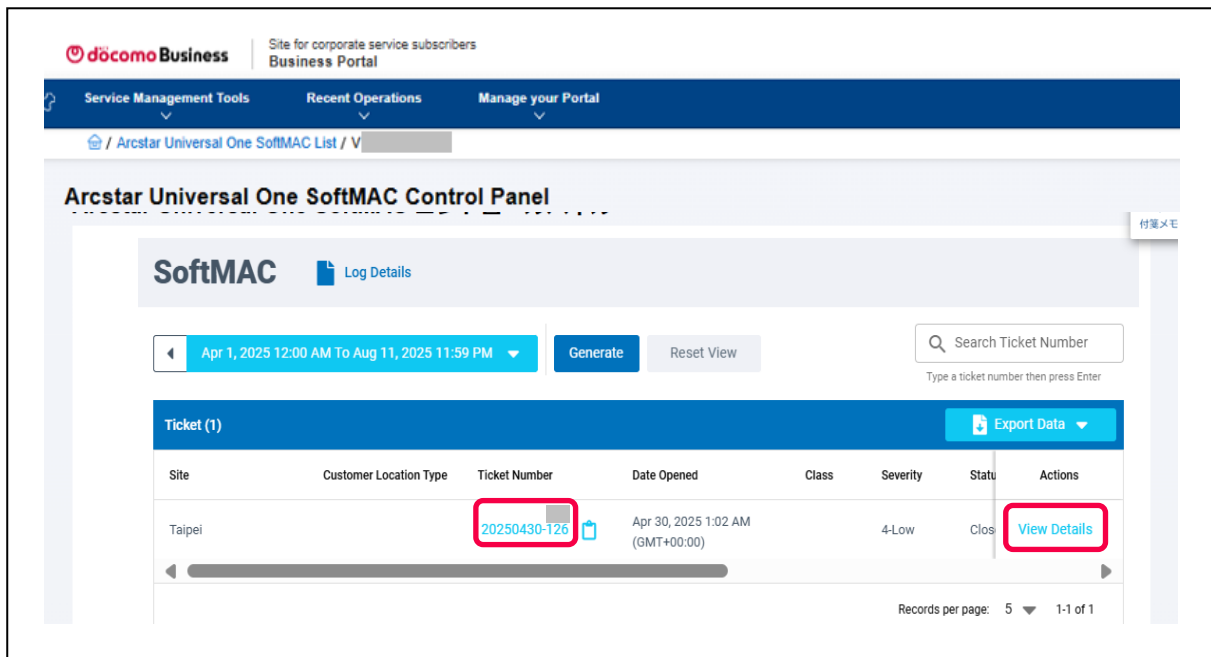 döcomo Business
Site for corporate service subscribers
Business Portal
Service Management Tools
Recent Operations
Manage your Portal
/ Arcstar Universal One SoftMAC List / V
Arcstar Universal One SoftMAC Control Panel
付箋メモ
SoftMAC
Log Details
Apr 1, 2025 12:00 AM To Aug 11, 2025 11:59 PM
Generate
Reset View
Search Ticket Number
Type a ticket number then press Enter
Ticket (1)
Export Data
Site Customer Location Type Ticket Number Date Opened Class Severity Statu Actions
Taipei 20250430-126 Apr 30, 2025 1:02 AM 4-Low Clos View Details
(GMT+00:00)
Records per page: 5 1-1 of 1